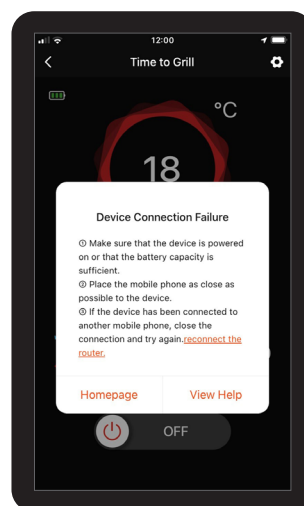 12:00
Time to Grill
°C
18
Device Connection Failure
① Make sure that the device is powered
on or that the battery capacity is
sufficient.
② Place the mobile phone as close as
possible to the device.
③ If the device has been connected to
another mobile phone, close the
connection and try again.reconnect the
router.
Homepage View Help
OFF